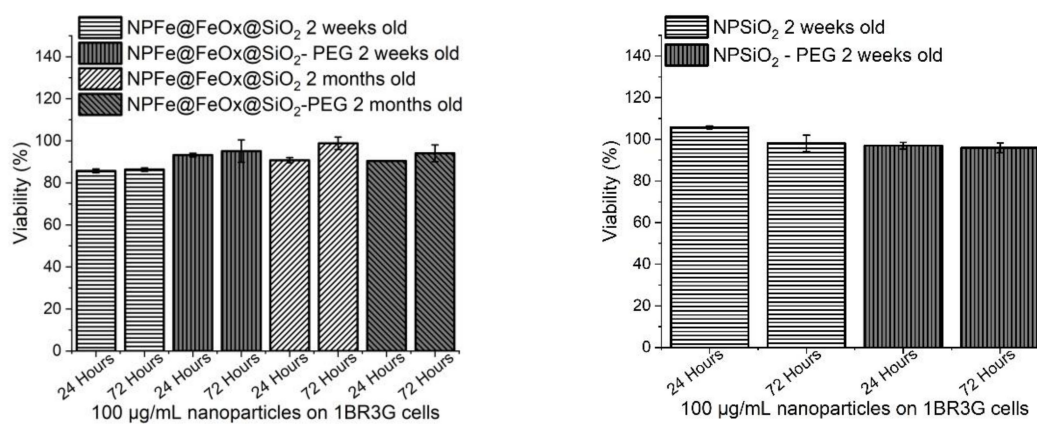 NPFe@FeOx@SiO₂ 2 weeks old
NPFe@FeOx@SiO₂- PEG 2 weeks old
NPFe@FeOx@SiO₂ 2 months old
NPFe@FeOx@SiO₂-PEG 2 months old
Viability (%)
140
120
100
80
60
40
20
0
24 Hours
72 Hours
24 Hours
72 Hours
24 Hours
72 Hours
24 Hours
72 Hours
100 µg/mL nanoparticles on 1BR3G cells
NPSiO₂ 2 weeks old
NPSiO₂ - PEG 2 weeks old
Viability (%)
140
120
100
80
60
40
20
0
24 Hours
72 Hours
24 Hours
72 Hours
100 µg/mL nanoparticles on 1BR3G cells